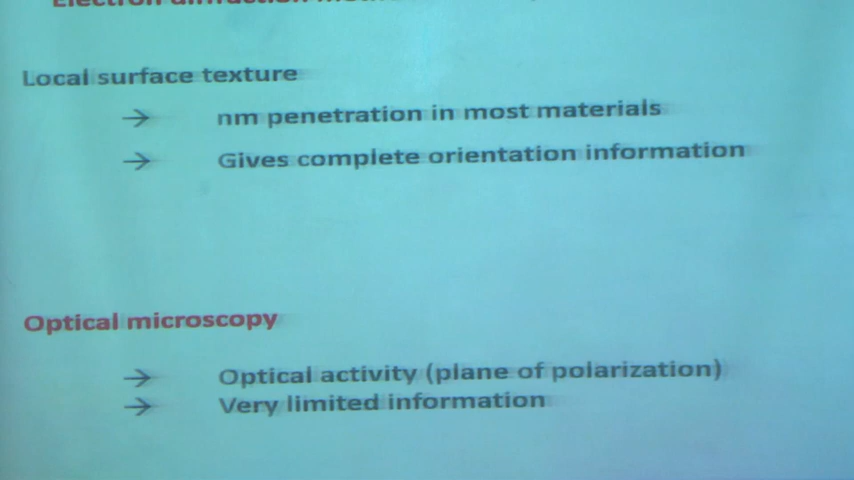 Electron diffraction
Local surface texture
→ nm penetration in most materials
→ Gives complete orientation information
Optical microscopy
→ Optical activity (plane of polarization)
→ Very limited information